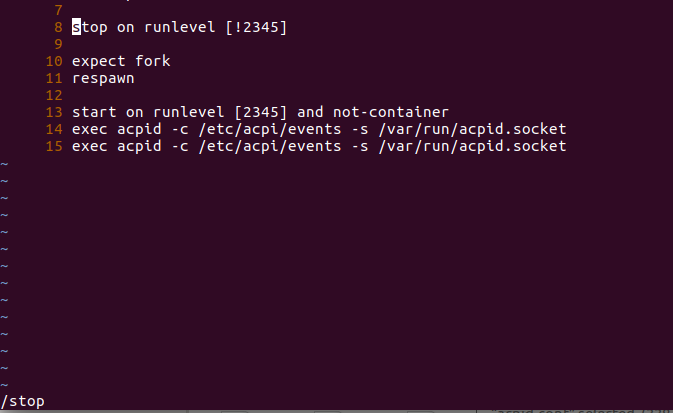 7
8 stop on runlevel [!2345]
9
10 expect fork
11 respawn
12
13 start on runlevel [2345] and not-container
14 exec acpid -c /etc/acpi/events -s /var/run/acpid.socket
15 exec acpid -c /etc/acpi/events -s /var/run/acpid.socket
~
~
~
~
~
~
~
~
~
~
~
~
~
~
/stop